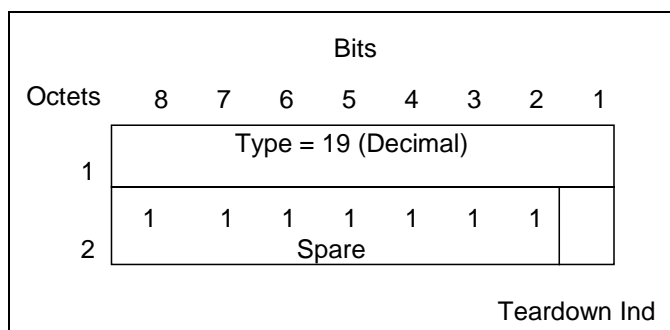 Bits
Octets 8 7 6 5 4 3 2 1
Type = 19 (Decimal)
1
1 1 1 1 1 1 1
2 Spare
Teardown Ind